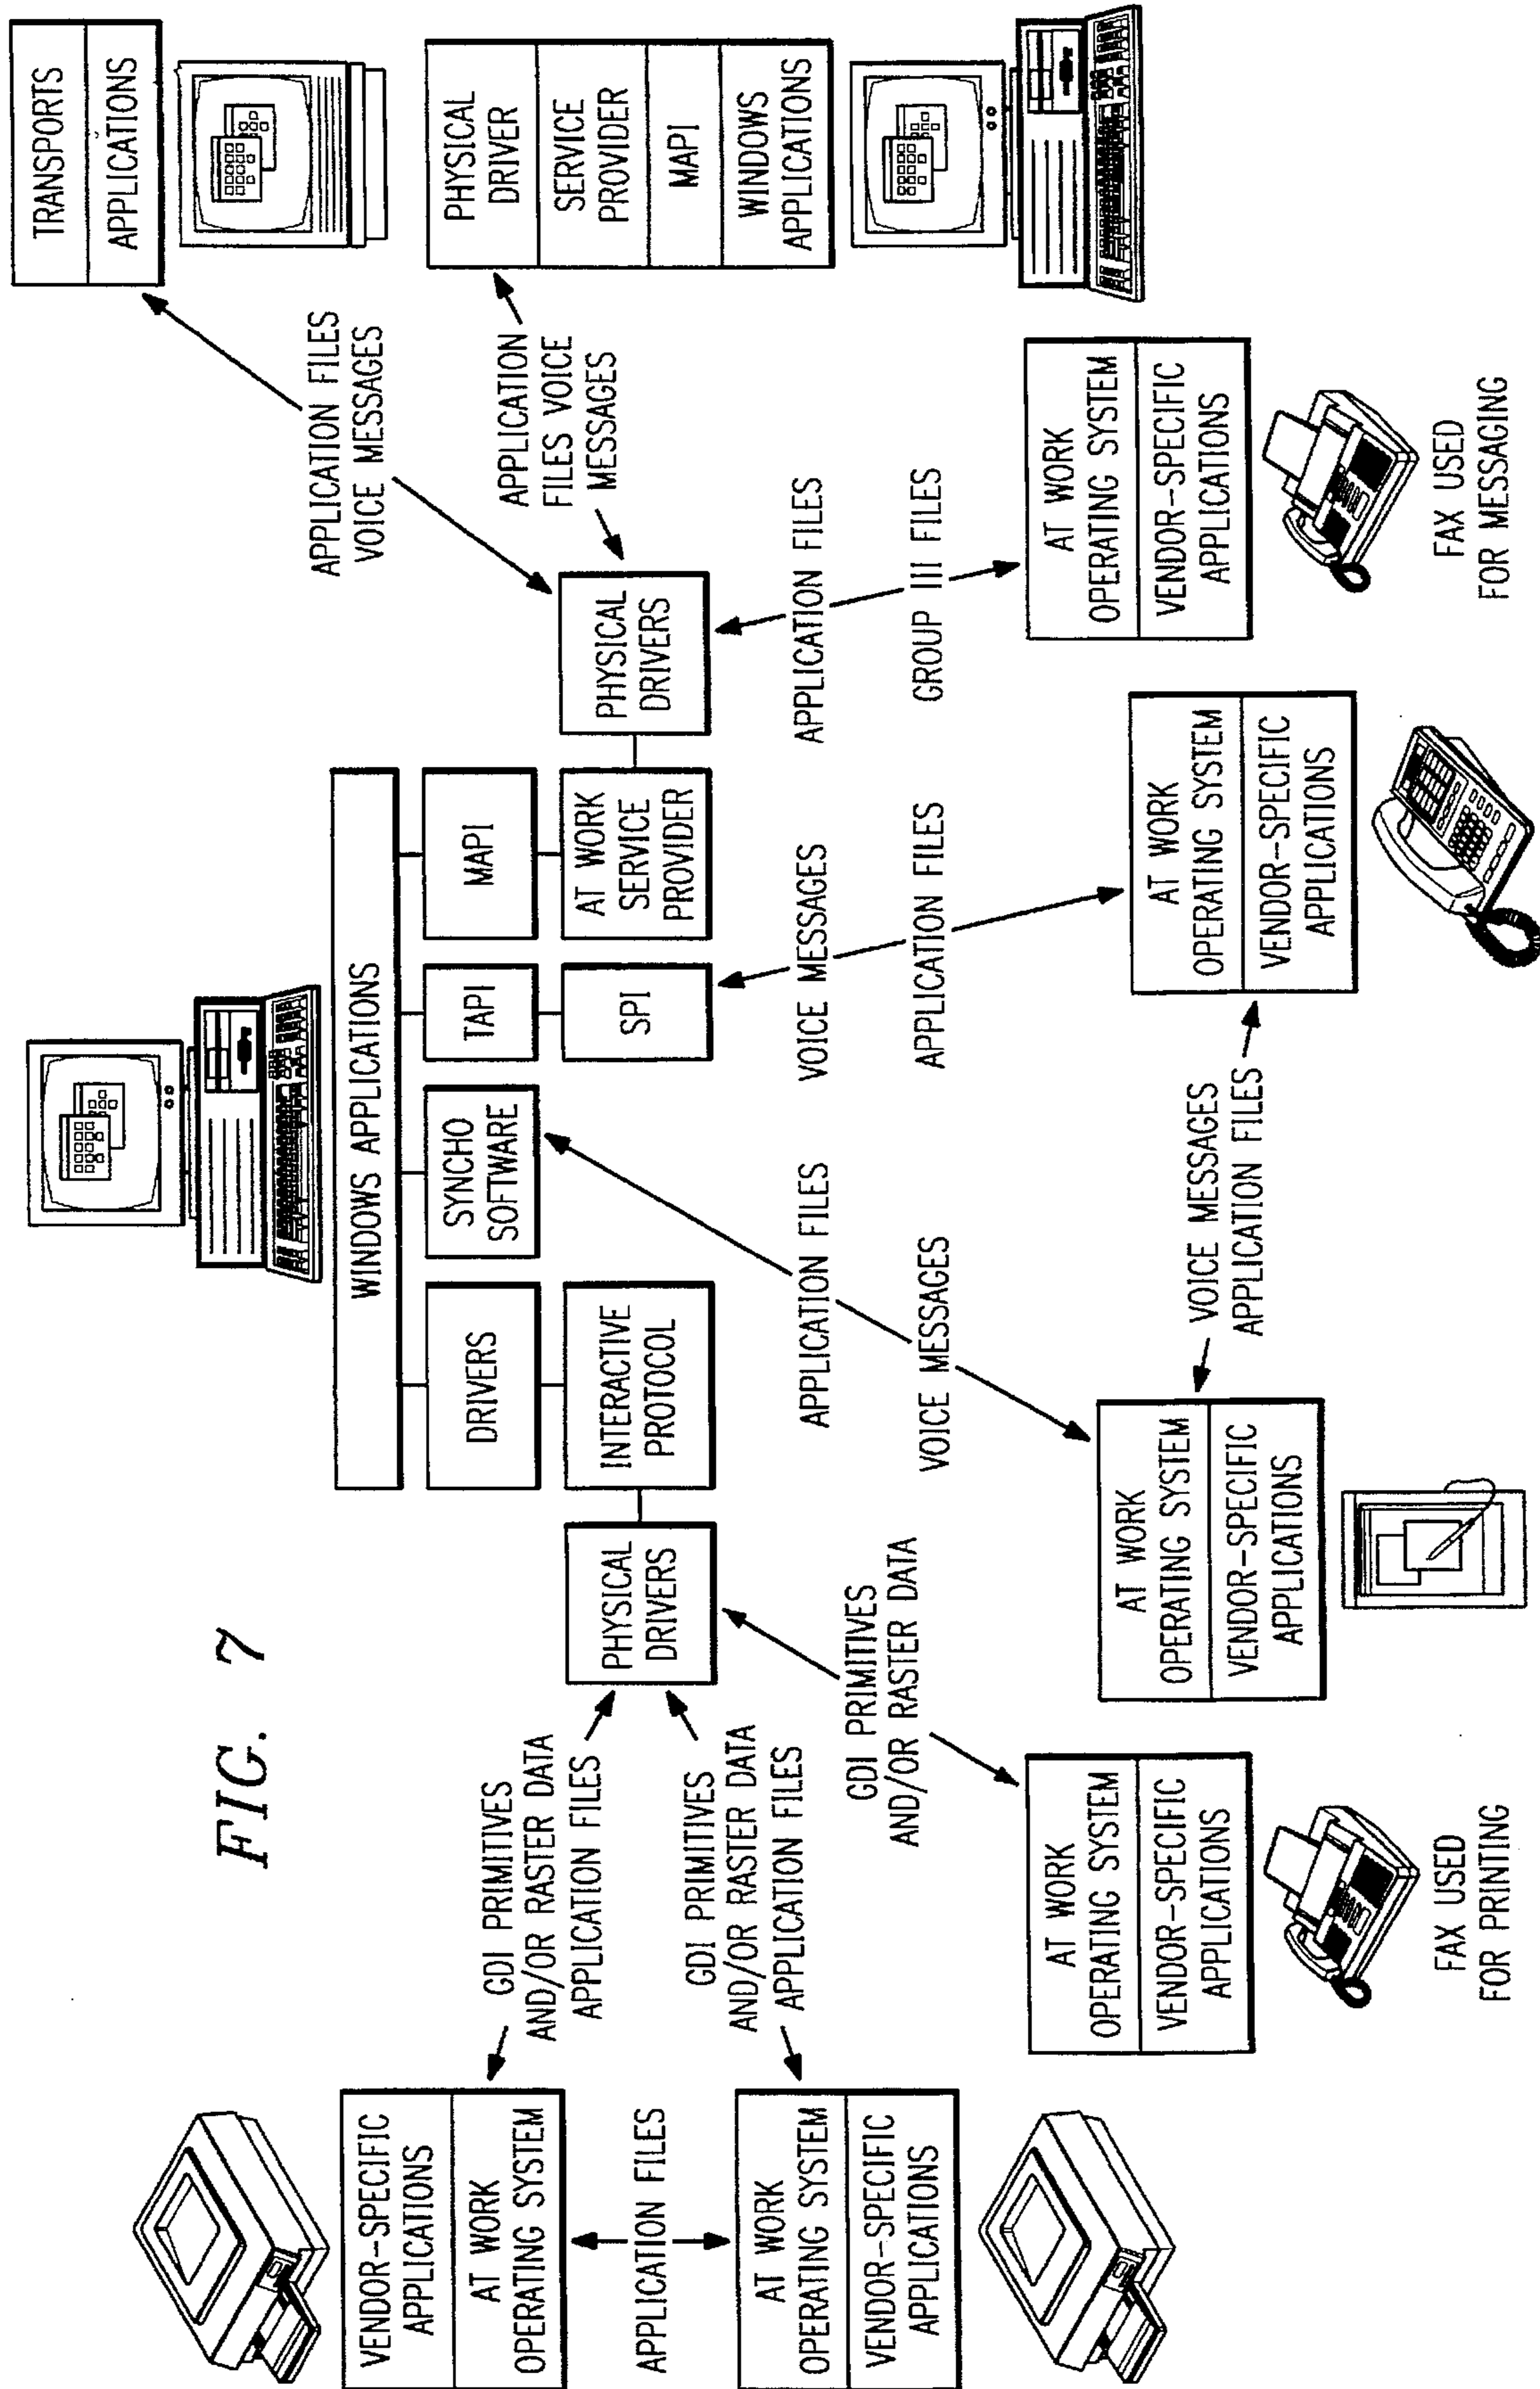 FIG. 7
WINDOWS APPLICATIONS
DRIVERS
SYNCHO
SOFTWARE
TAPI
MAPI
INTERACTIVE
PROTOCOL
SPI
AT WORK
SERVICE
PROVIDER
PHYSICAL
DRIVERS
PHYSICAL
DRIVERS
TRANSPORTS
APPLICATIONS
APPLICATION FILES
VOICE MESSAGES
PHYSICAL
DRIVER
SERVICE
PROVIDER
MAPI
WINDOWS
APPLICATIONS
APPLICATION
FILES VOICE
MESSAGES
VENDOR-SPECIFIC
APPLICATIONS
AT WORK
OPERATING SYSTEM
GDI PRIMITIVES
AND/OR RASTER DATA
APPLICATION FILES
APPLICATION FILES
GDI PRIMITIVES
AND/OR RASTER DATA
APPLICATION FILES
AT WORK
OPERATING SYSTEM
VENDOR-SPECIFIC
APPLICATIONS
GDI PRIMITIVES
AND/OR RASTER DATA
APPLICATION FILES
VOICE MESSAGES
VOICE MESSAGES
APPLICATION FILES
APPLICATION FILES
GROUP III FILES
AT WORK
OPERATING SYSTEM
VENDOR-SPECIFIC
APPLICATIONS
FAX USED
FOR PRINTING
AT WORK
OPERATING SYSTEM
VENDOR-SPECIFIC
APPLICATIONS
VOICE MESSAGES
APPLICATION FILES
AT WORK
OPERATING SYSTEM
VENDOR-SPECIFIC
APPLICATIONS
AT WORK
OPERATING SYSTEM
VENDOR-SPECIFIC
APPLICATIONS
FAX USED
FOR MESSAGING